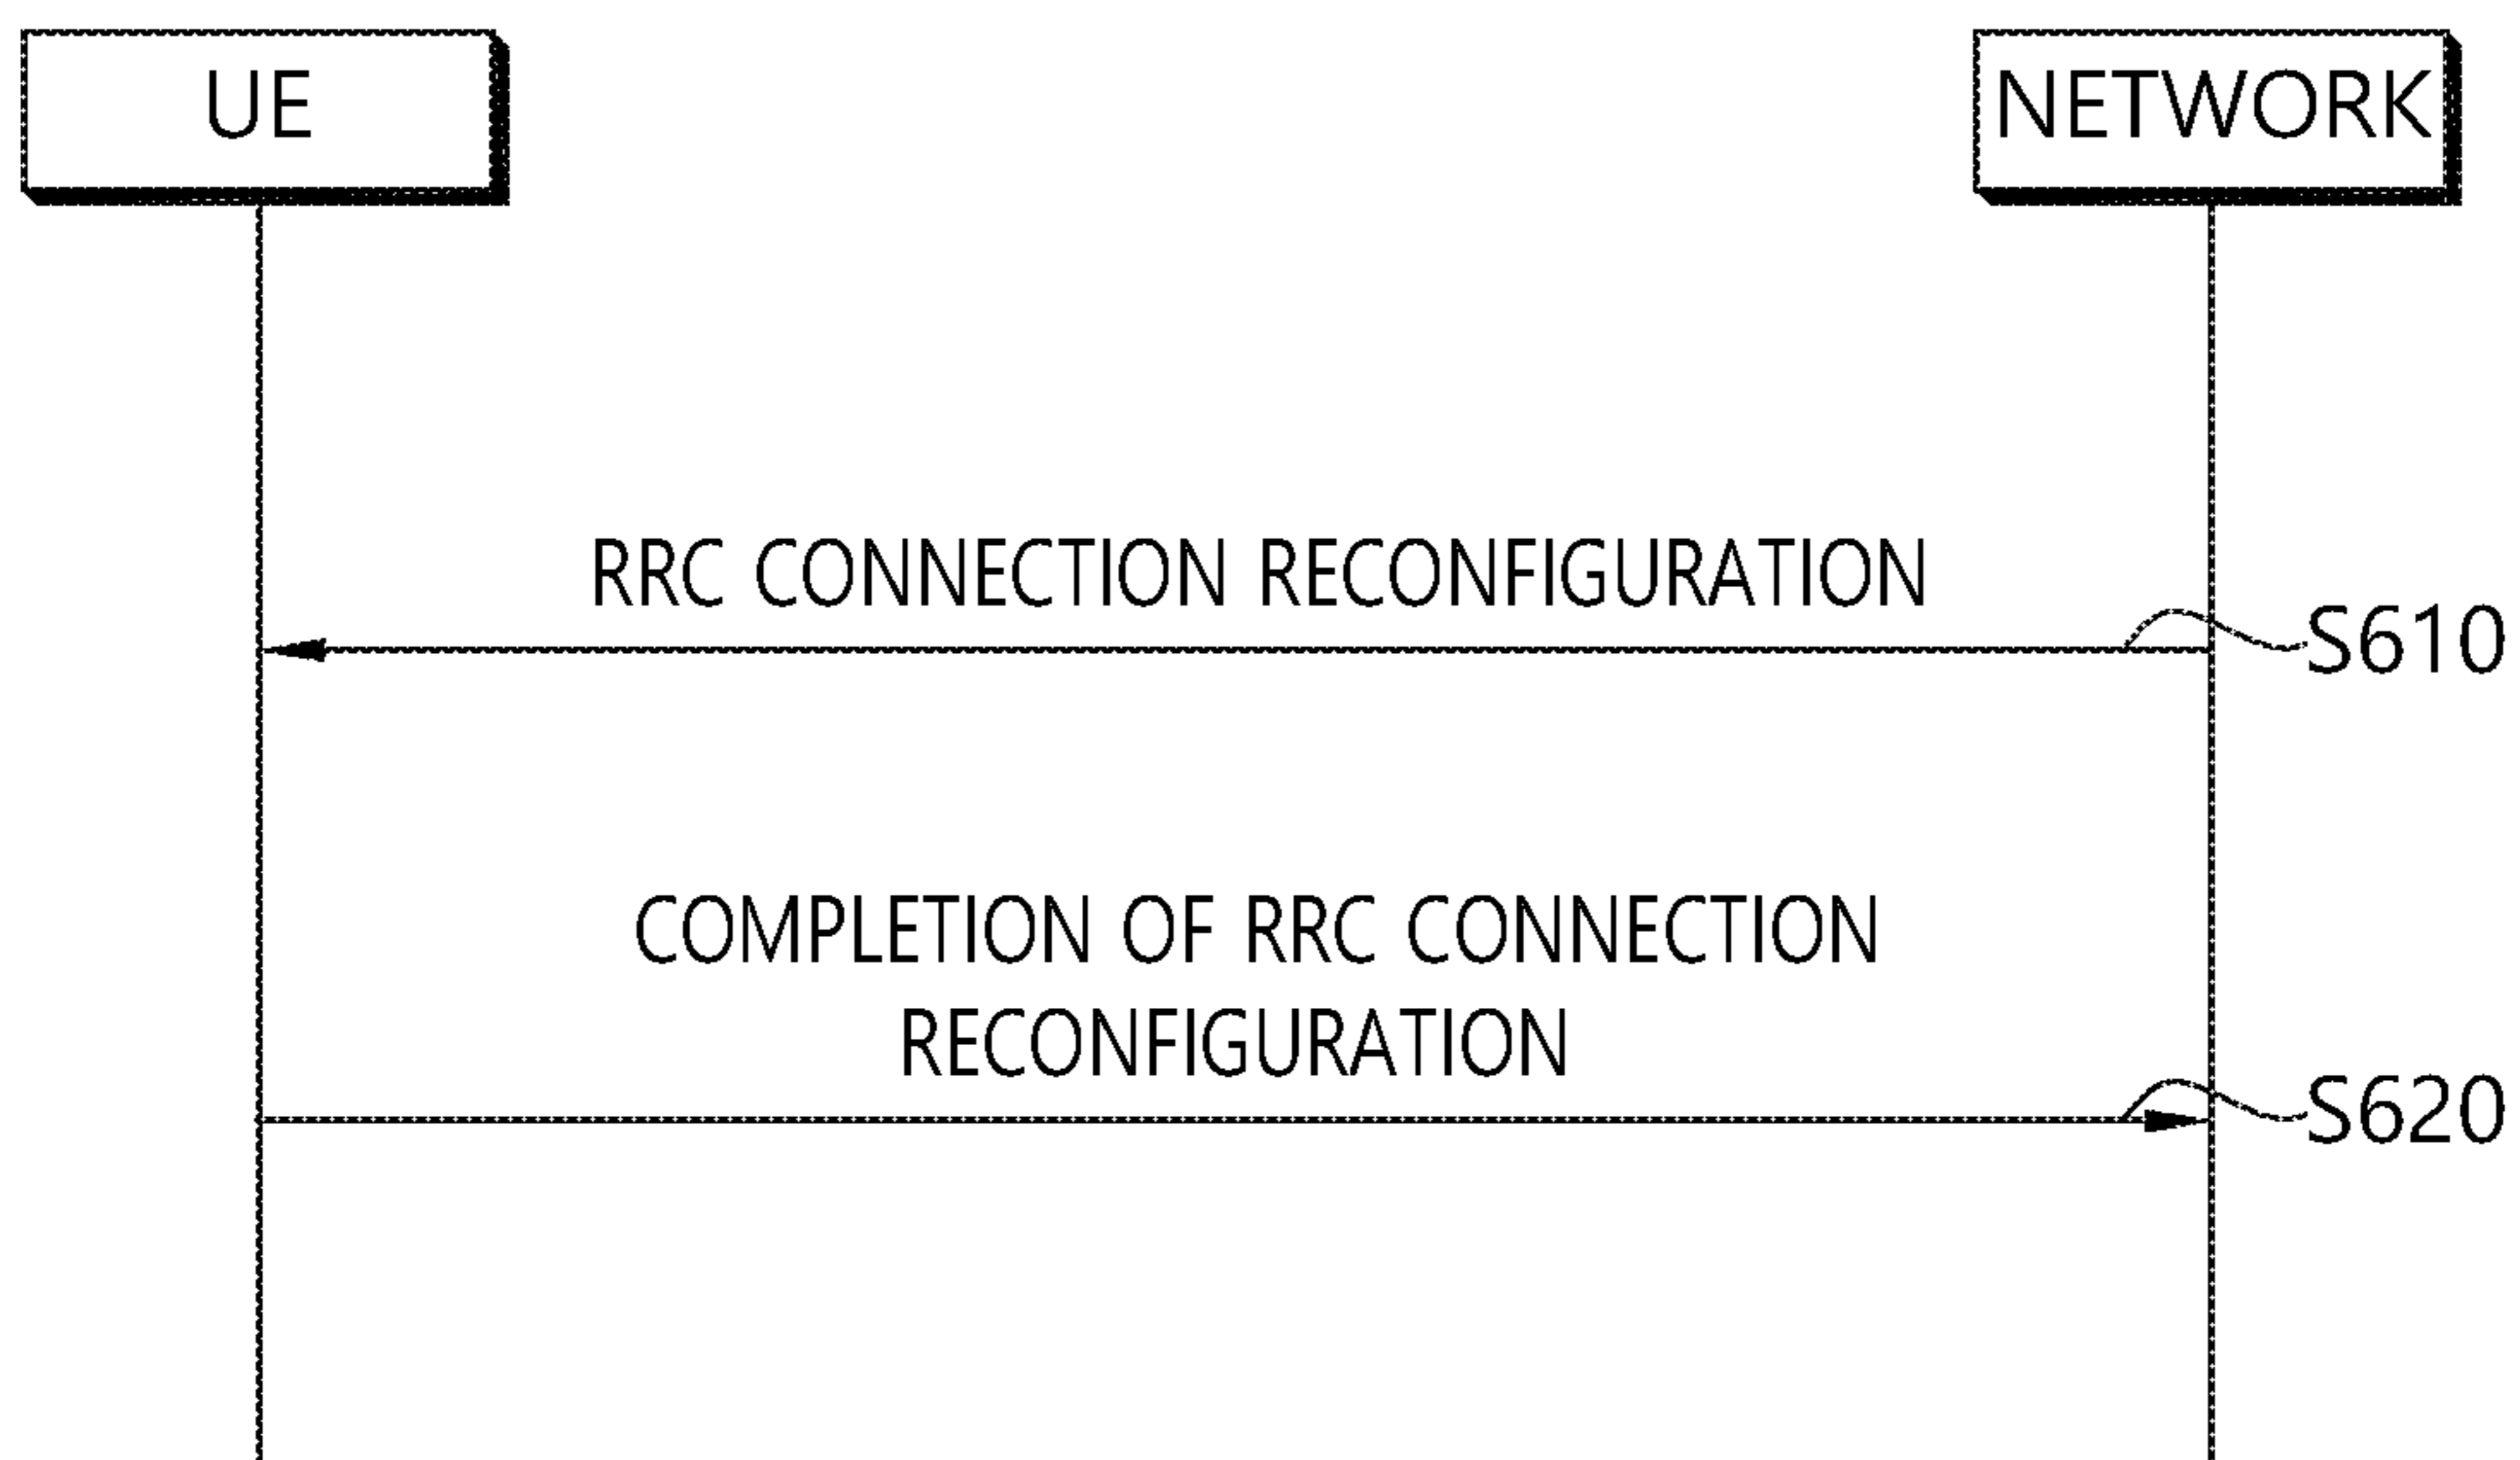 UE
NETWORK
RRC CONNECTION RECONFIGURATION
S610
COMPLETION OF RRC CONNECTION
RECONFIGURATION
S620